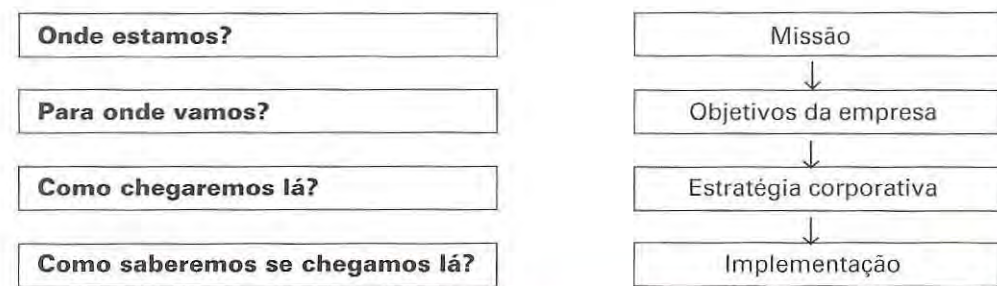 Onde estamos?
Missão
Para onde vamos?
Objetivos da empresa
Como chegaremos lá?
Estratégia corporativa
Como saberemos se chegamos lá?
Implementação